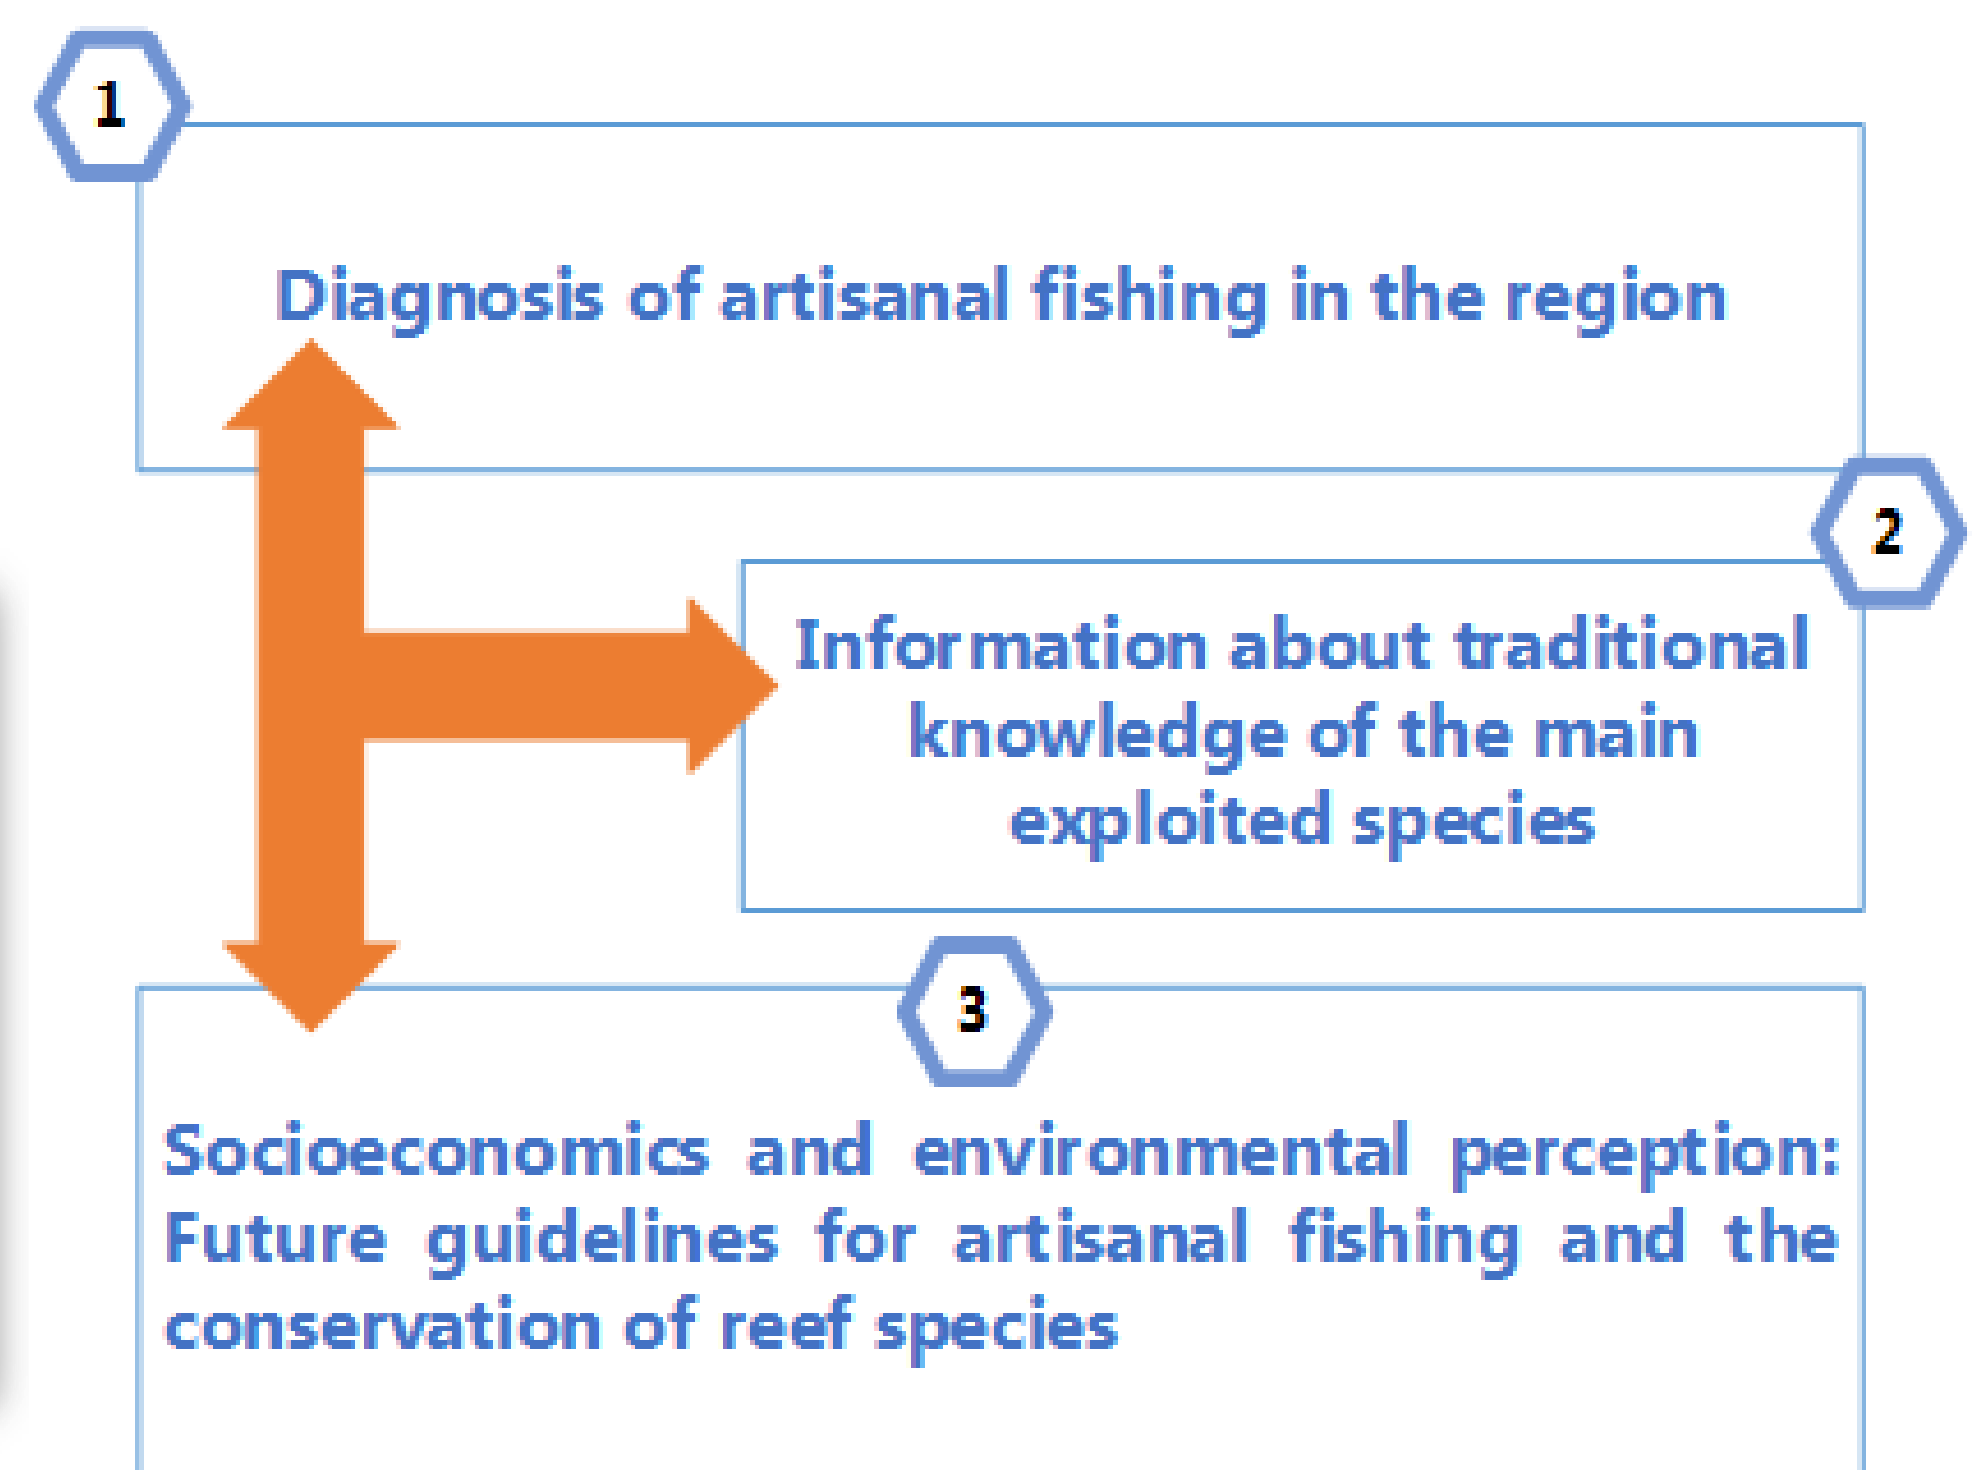 1
Diagnosis of artisanal fishing in the region
2
Information about traditional
knowledge of the main
exploited species
3
Socioeconomics and environmental perception:
Future guidelines for artisanal fishing and the
conservation of reef species